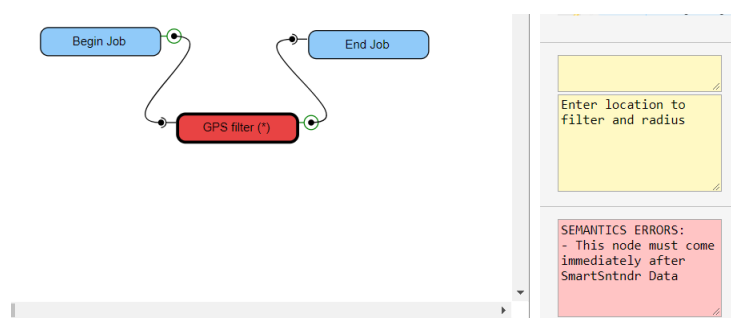 Begin Job
End Job
GPS filter (*)
Enter location to
filter and radius
SEMANTICS ERRORS:
- This node must come
immediately after
SmartSntndr Data